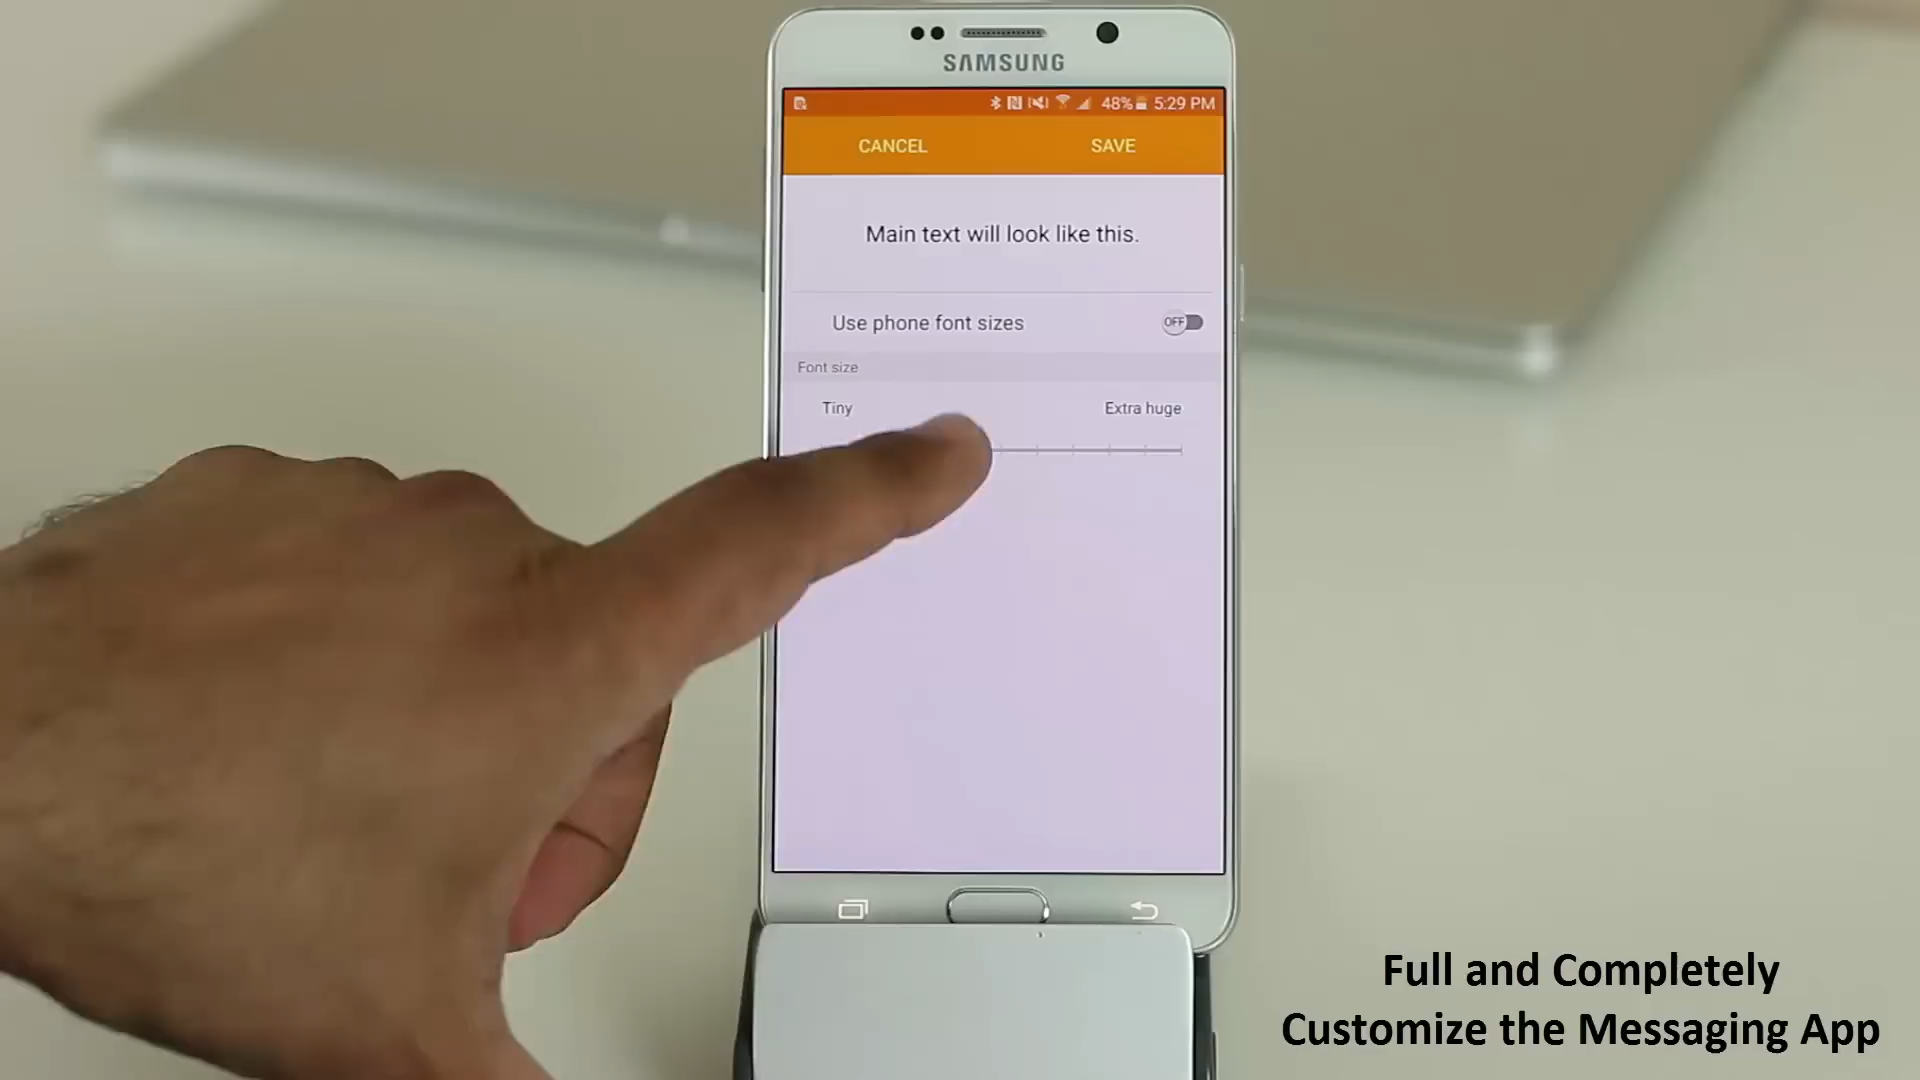 SAMSUNG
48% 5:29 PM
CANCEL SAVE
Main text will look like this.
Use phone font sizes OFF
Font size
Tiny Extra huge
Full and Completely
Customize the Messaging App